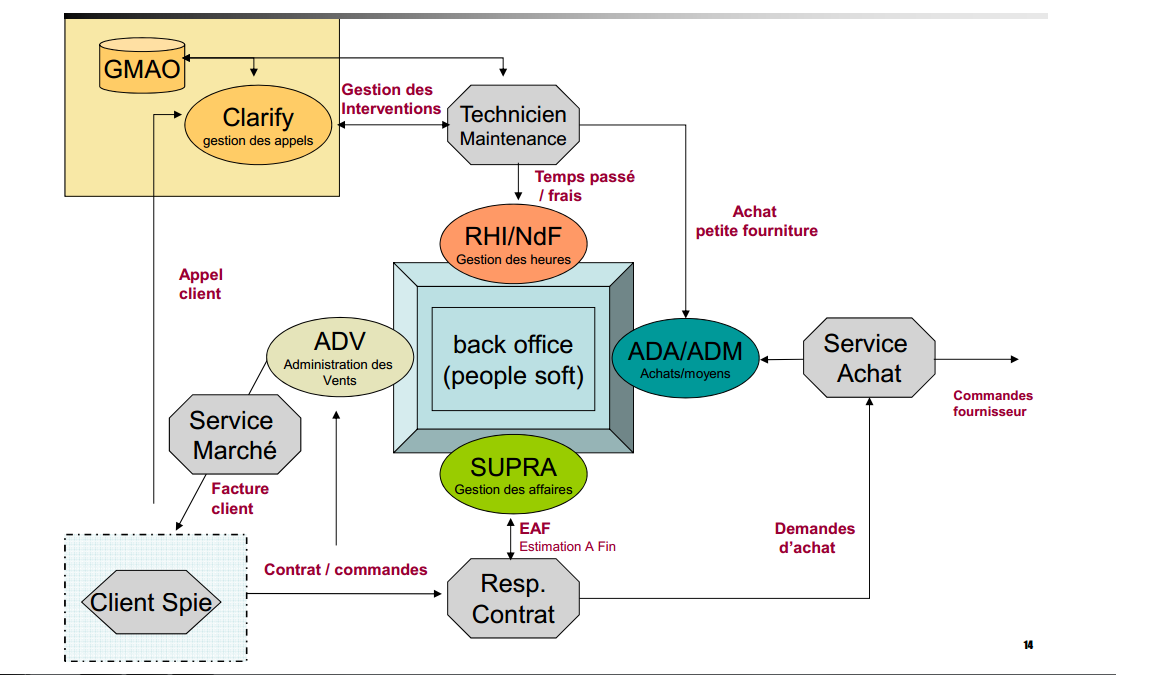 GMAO
Clarify
gestion des appels
Gestion des
Interventions
Technicien
Maintenance
Temps passé
/ frais
Achat
petite fourniture
RHI/NdF
Gestion des heures
Appel
client
ADV
Administration des
Vents
back office
(people soft)
ADA/ADM
Achats/moyens
Service
Achat
Commandes
fournisseur
Service
Marché
SUPRA
Gestion des affaires
Facture
client
EAF
Estimation A Fin
Demandes
d’achat
Contrat / commandes
Client Spie
Resp.
Contrat
14